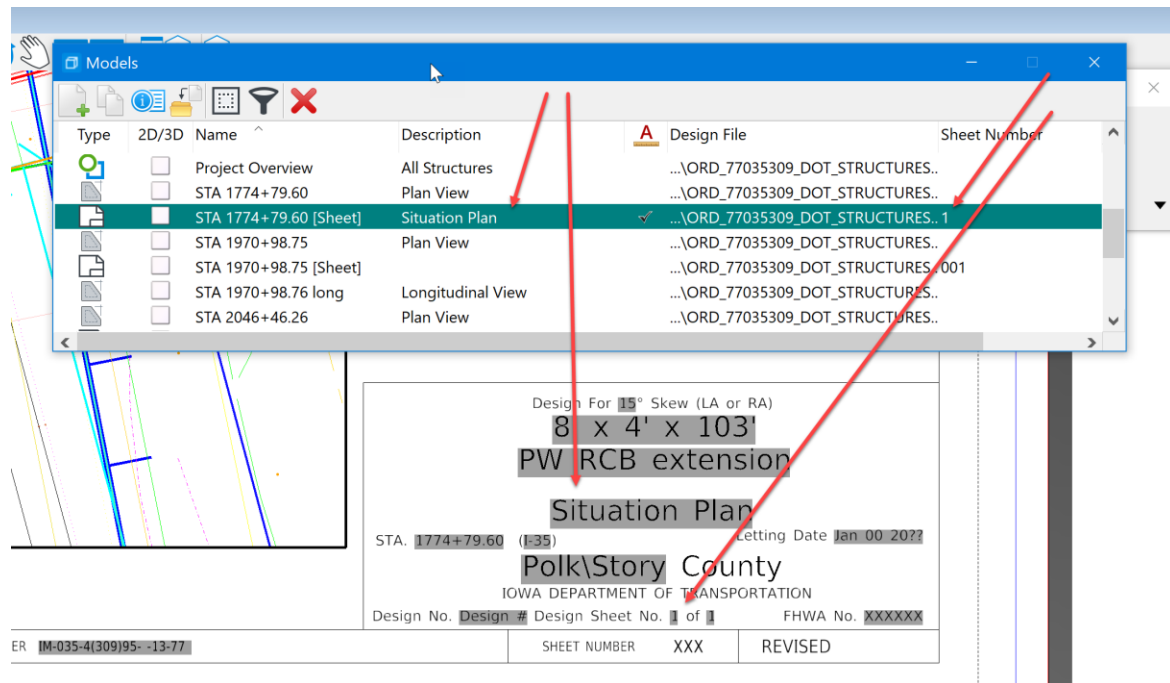 Models
Type 2D/3D Name Description A Design File Sheet Number
Project Overview All Structures ...\ORD_77035309_DOT_STRUCTURES..
STA 1774+79.60 Plan View ...\ORD_77035309_DOT_STRUCTURES..
STA 1774+79.60 [Sheet] Situation Plan ...\ORD_77035309_DOT_STRUCTURES.. 1
STA 1970+98.75 Plan View ...\ORD_77035309_DOT_STRUCTURES..
STA 1970+98.75 [Sheet] ...\ORD_77035309_DOT_STRUCTURES.. 001
STA 1970+98.76 long Longitudinal View ...\ORD_77035309_DOT_STRUCTURES..
STA 2046+46.26 Plan View ...\ORD_77035309_DOT_STRUCTURES..
Design For 15° Skew (LA or RA)
8' x 4' x 103'
PW RCB extension
Situation Plan
STA. 1774+79.60 (I-35) Letting Date Jan 00 20??
Polk\Story County
IOWA DEPARTMENT OF TRANSPORTATION
Design No. Design # Design Sheet No. 1 of 1 FHWA No. XXXXXX
ER IM-035-4(309)95- -13-77 SHEET NUMBER XXX REVISED